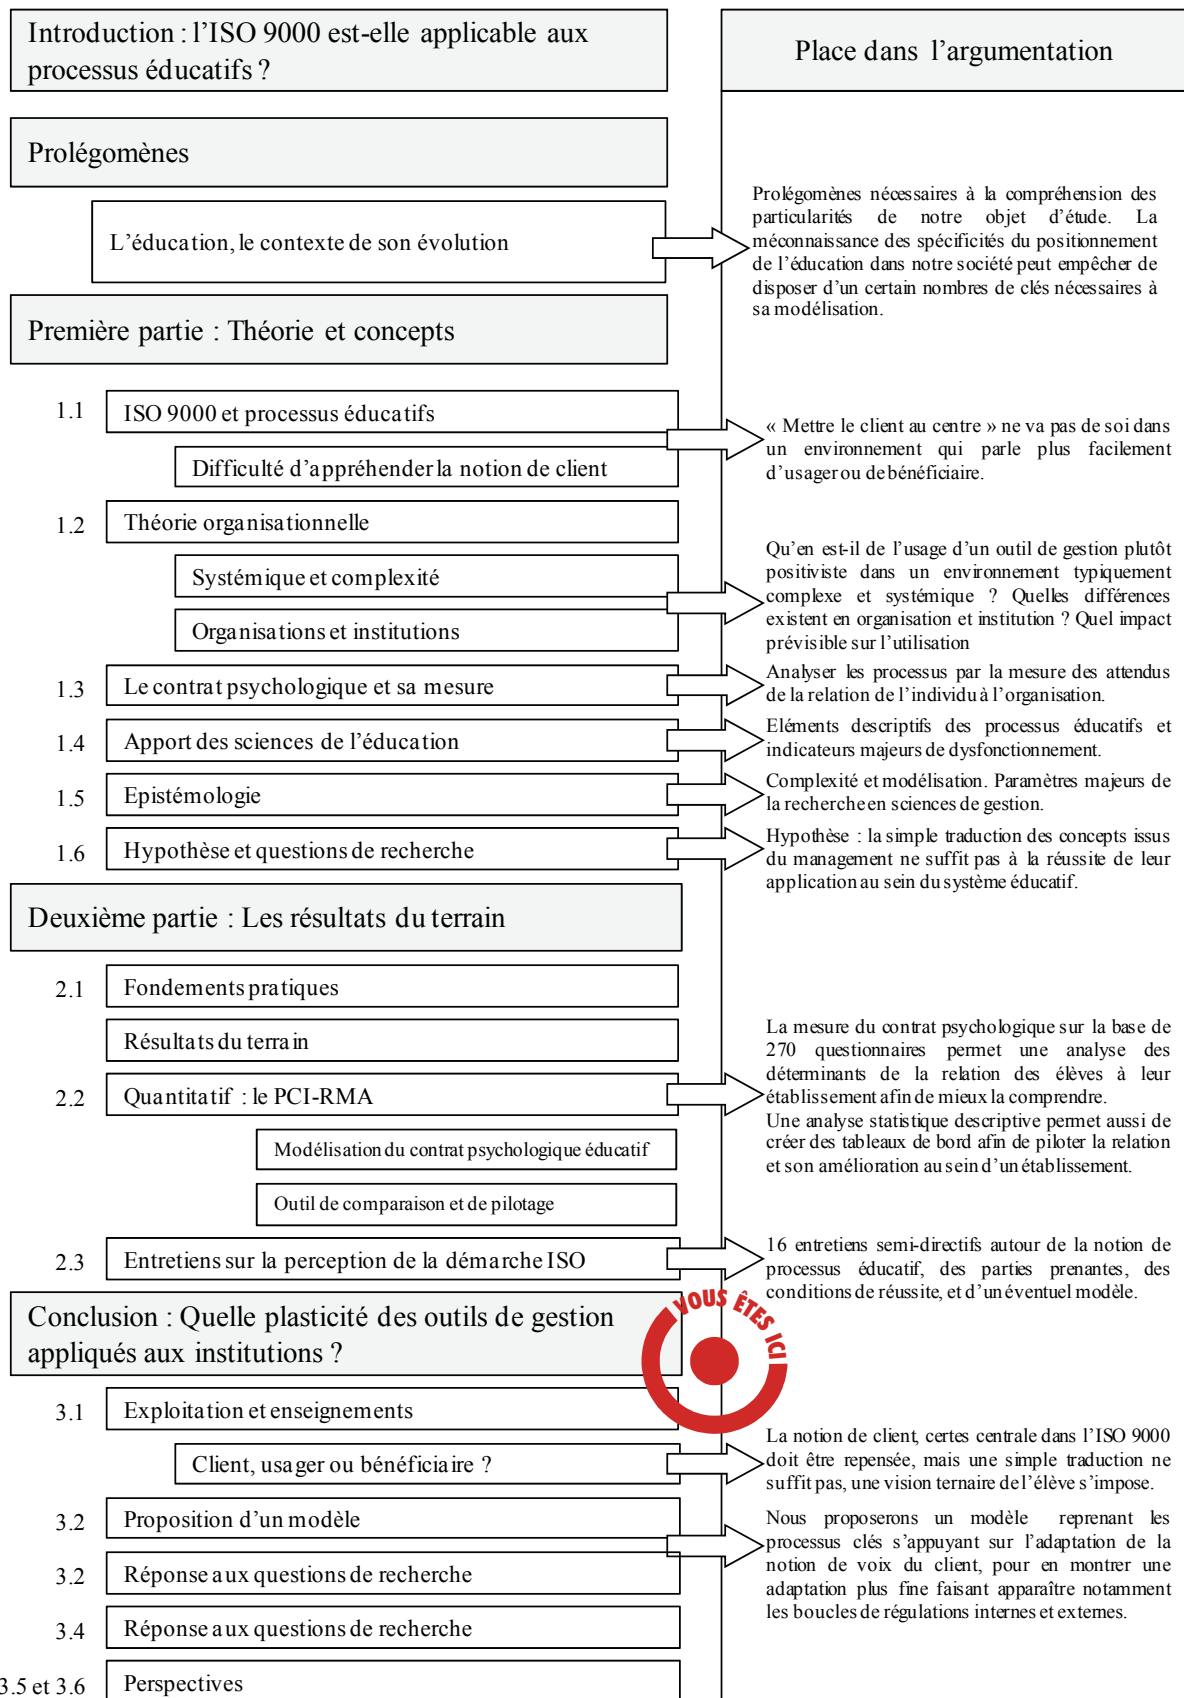 Introduction : l’ISO 9000 est-elle applicable aux
processus éducatifs ?
Place dans l’argumentation
Prolégomènes
L’éducation, le contexte de son évolution
Prolégomènes nécessaires à la compréhension des
particularités de notre objet d’étude. La
méconnaissance des spécificités du positionnement
de l’éducation dans notre société peut empêcher de
disposer d’un certain nombres de clés nécessaires à
sa modélisation.
Première partie : Théorie et concepts
1.1 ISO 9000 et processus éducatifs
Difficulté d’appréhender la notion de client
« Mettre le client au centre » ne va pas de soi dans
un environnement qui parle plus facilement
d’usager ou de bénéficiaire.
1.2 Théorie organisationnelle
Systémique et complexité
Organisations et institutions
Qu’en est-il de l’usage d’un outil de gestion plutôt
positiviste dans un environnement typiquement
complexe et systémique ? Quelles différences
existent en organisation et institution ? Quel impact
prévisible sur l’utilisation
1.3 Le contrat psychologique et sa mesure
Analyser les processus par la mesure des attendus
de la relation de l’individu à l’organisation.
1.4 Apport des sciences de l’éducation
Eléments descriptifs des processus éducatifs et
indicateurs majeurs de dysfonctionnement.
1.5 Epistémologie
Complexité et modélisation. Paramètres majeurs de
la recherche en sciences de gestion.
1.6 Hypothèse et questions de recherche
Hypothèse : la simple traduction des concepts issus
du management ne suffit pas à la réussite de leur
application au sein du système éducatif.
Deuxième partie : Les résultats du terrain
2.1 Fondements pratiques
Résultats du terrain
2.2 Quantitatif : le PCI-RMA
Modélisation du contrat psychologique éducatif
Outil de comparaison et de pilotage
La mesure du contrat psychologique sur la base de
270 questionnaires permet une analyse des
déterminants de la relation des élèves à leur
établissement afin de mieux la comprendre.
Une analyse statistique descriptive permet aussi de
créer des tableaux de bord afin de piloter la relation
et son amélioration au sein d’un établissement.
2.3 Entretiens sur la perception de la démarche ISO
16 entretiens semi-directifs autour de la notion de
processus éducatif, des parties prenantes, des
conditions de réussite, et d’un éventuel modèle.
VOUS ÊTES ICI
Conclusion : Quelle plasticité des outils de gestion
appliqués aux institutions ?
3.1 Exploitation et enseignements
Client, usager ou bénéficiaire ?
La notion de client, certes centrale dans l’ISO 9000
doit être repensée, mais une simple traduction ne
suffit pas, une vision ternaire de l’élève s’impose.
3.2 Proposition d’un modèle
3.2 Réponse aux questions de recherche
Nous proposerons un modèle reprenant les
processus clés s’appuyant sur l’adaptation de la
notion de voix du client, pour en montrer une
adaptation plus fine faisant apparaître notamment
les boucles de régulations internes et externes.
3.4 Réponse aux questions de recherche
3.5 et 3.6 Perspectives